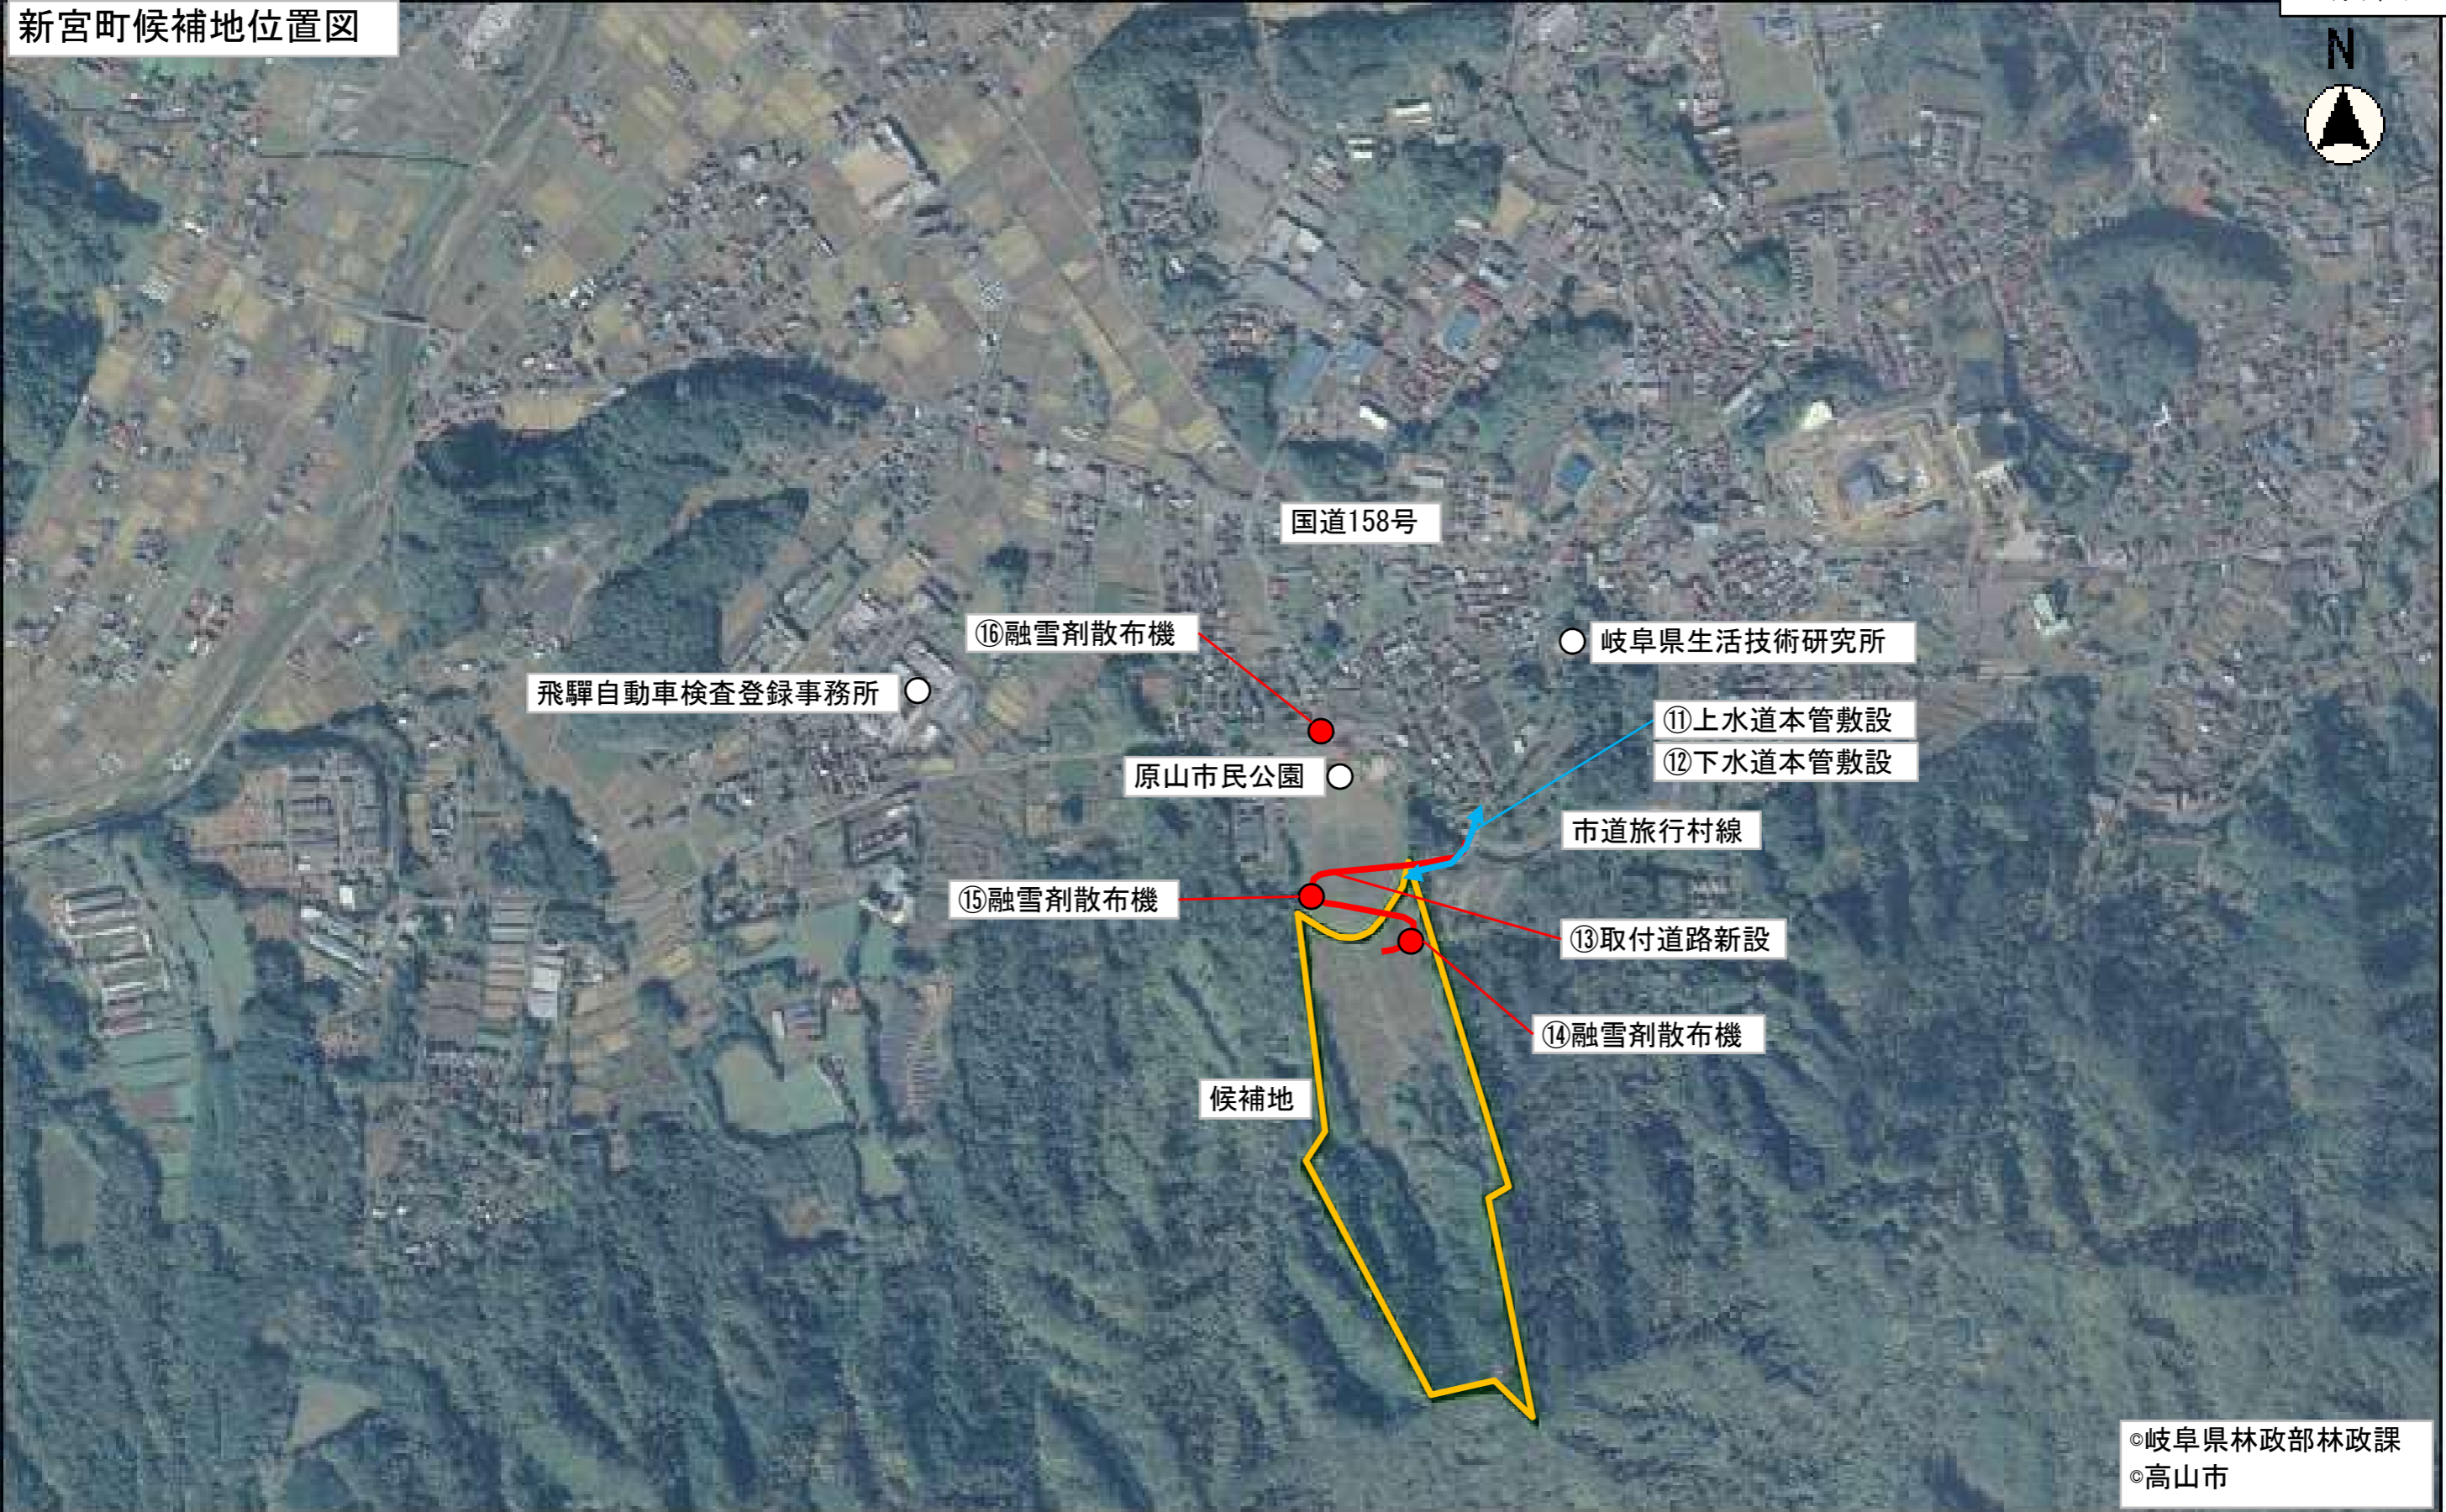 新宮町候補地位置図
N
国道158号
⑯融雪剤散布機
岐阜県生活技術研究所
飛驒自動車検査登録事務所
⑪上水道本管敷設
⑫下水道本管敷設
原山市民公園
市道旅行村線
⑮融雪剤散布機
⑬取付道路新設
⑭融雪剤散布機
候補地
©岐阜県林政部林政課
©高山市